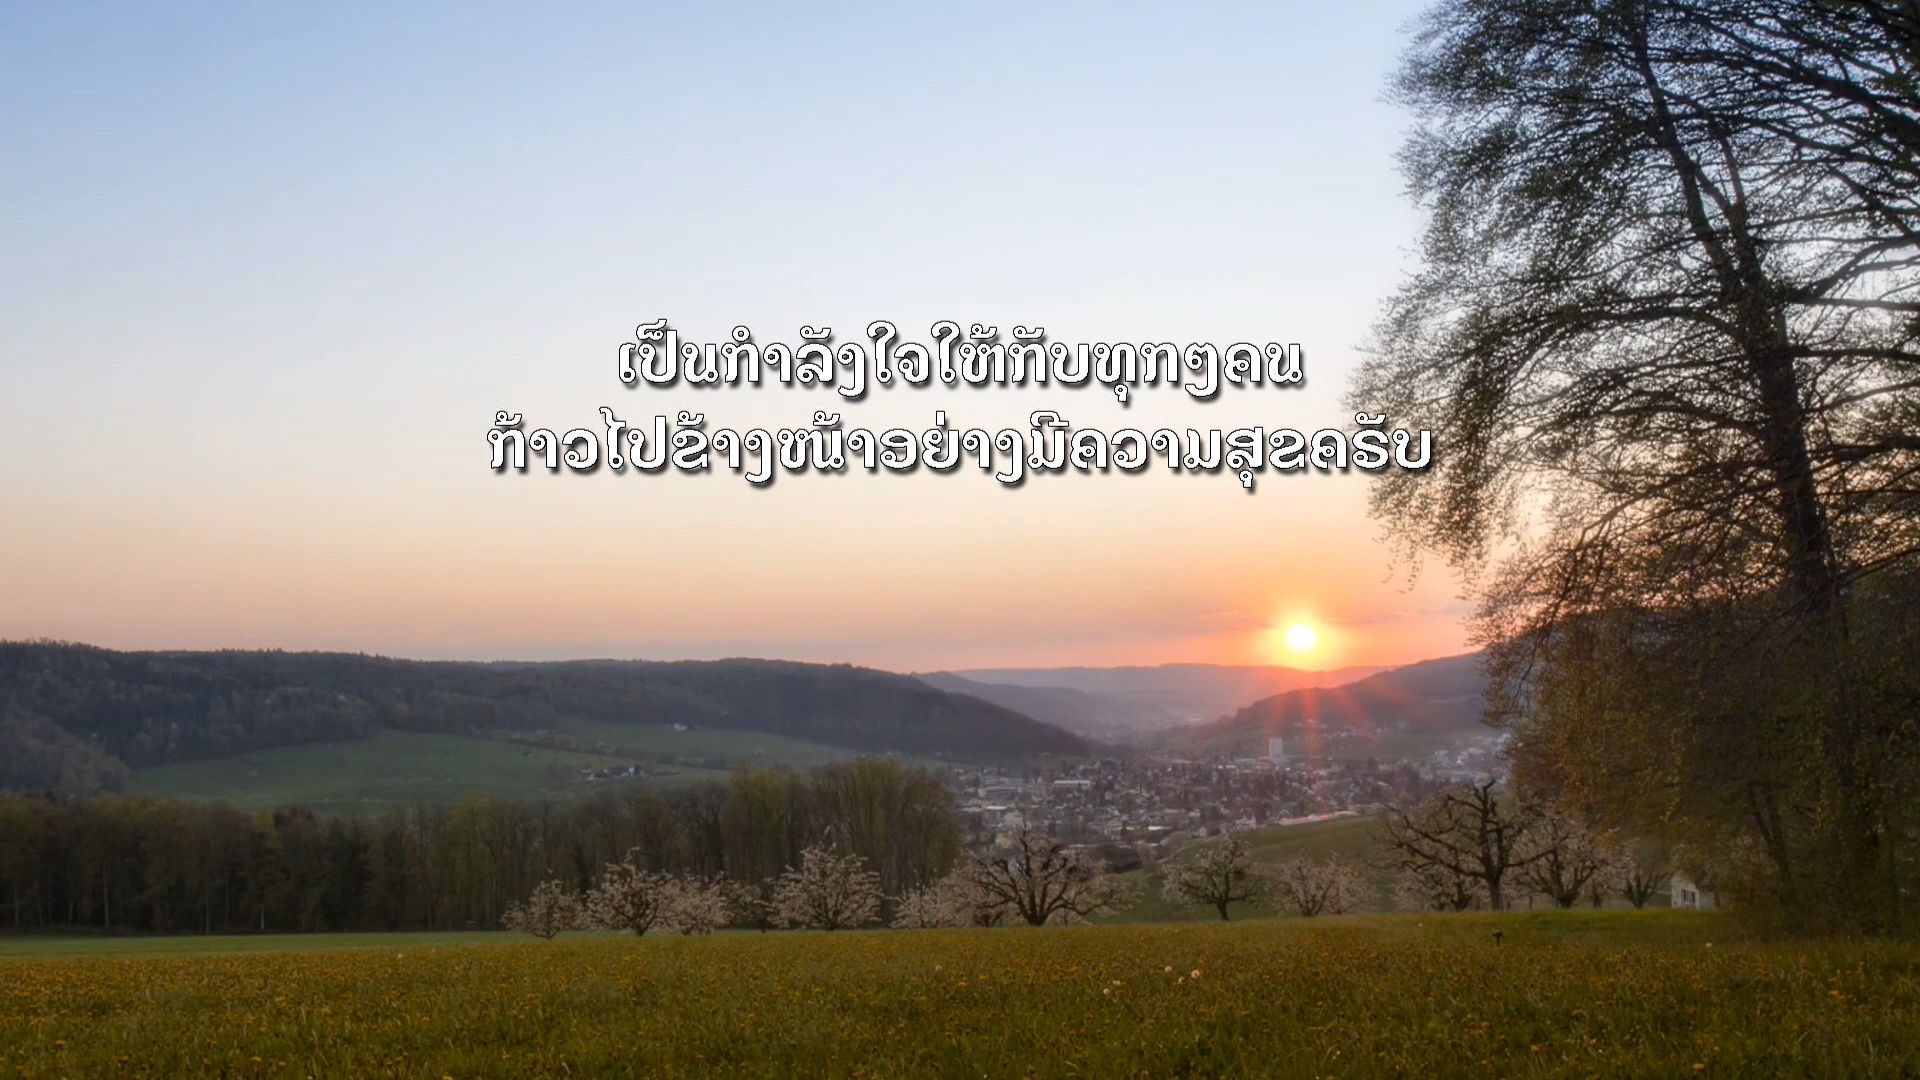 ເປັນກຳລັງໃຈໃຫ້ກັບທຸກໆຄົນ
ກ້າວໄປຂ້າງໜ້າອຍ່າງມີຄວາມສຸຂຄຣັບ